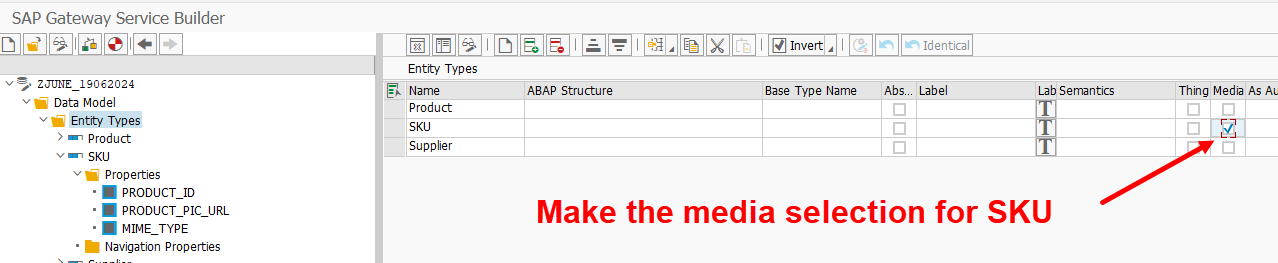 SAP Gateway Service Builder
Invert
Identical
ZJUNE_19062024
Data Model
Entity Types
Product
SKU
Properties
PRODUCT_ID
PRODUCT_PIC_URL
MIME_TYPE
Navigation Properties
Entity Types
Name ABAP Structure Base Type Name Abs... Label Lab Semantics Thing Media As Au
Product T
SKU T
Supplier T
Make the media selection for SKU